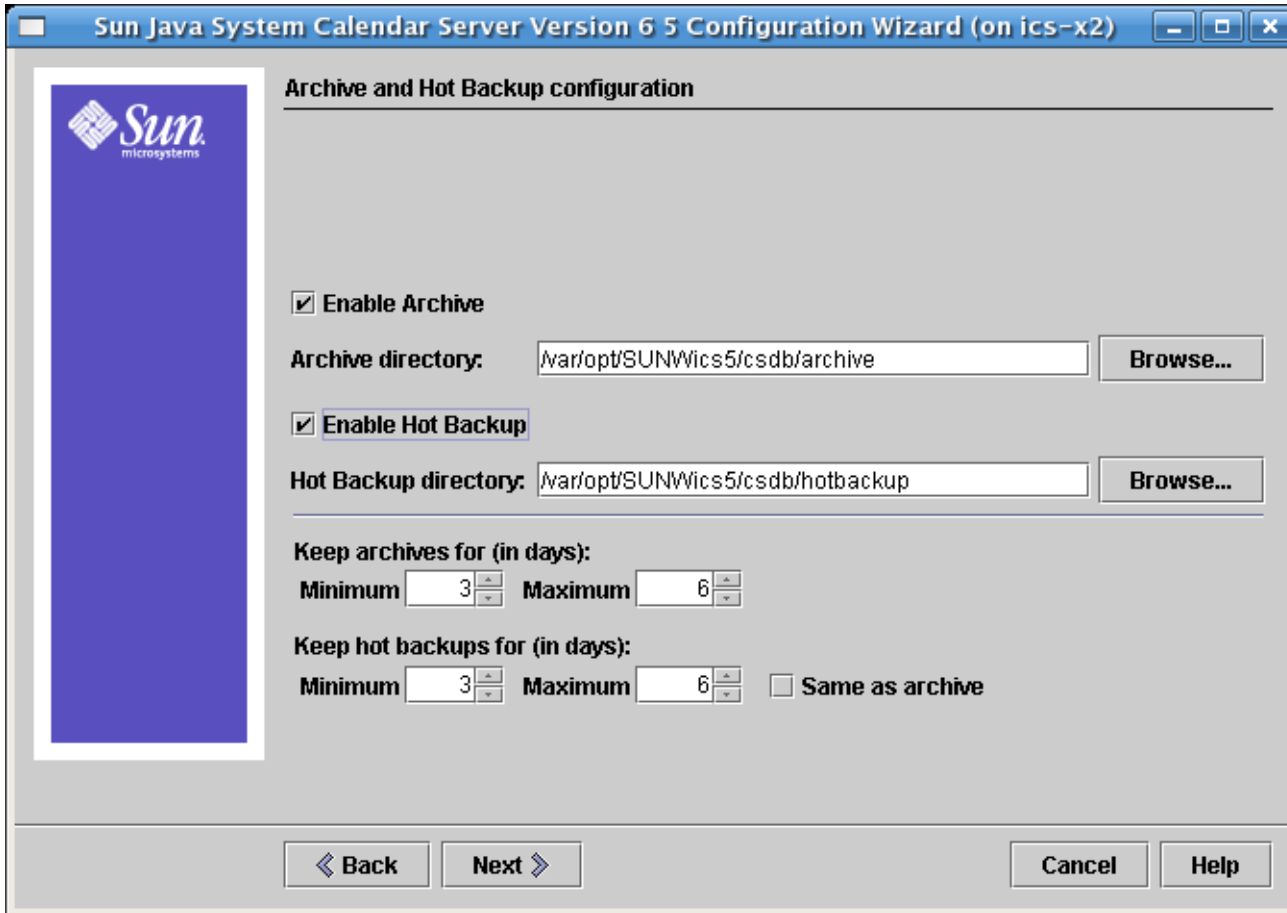 Sun Java System Calendar Server Version 6 5 Configuration Wizard (on ics-x2)
Sun
microsystems
Archive and Hot Backup configuration
Enable Archive
Archive directory: /var/opt/SUNWics5/csdb/archive Browse...
Enable Hot Backup
Hot Backup directory: /var/opt/SUNWics5/csdb/hotbackup Browse...
Keep archives for (in days):
Minimum 3 Maximum 6
Keep hot backups for (in days):
Minimum 3 Maximum 6 Same as archive
Back Next Cancel Help